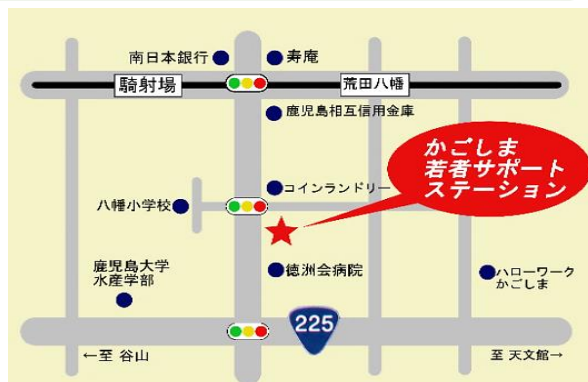 南日本銀行
寿庵
騎射場
荒田八幡
鹿児島相互信用金庫
かごしま
若者サポート
ステーション
コインランドリー
八幡小学校
鹿児島大学
水産学部
徳洲会病院
ハローワーク
かごしま
225
←至 谷山
至 天文館→